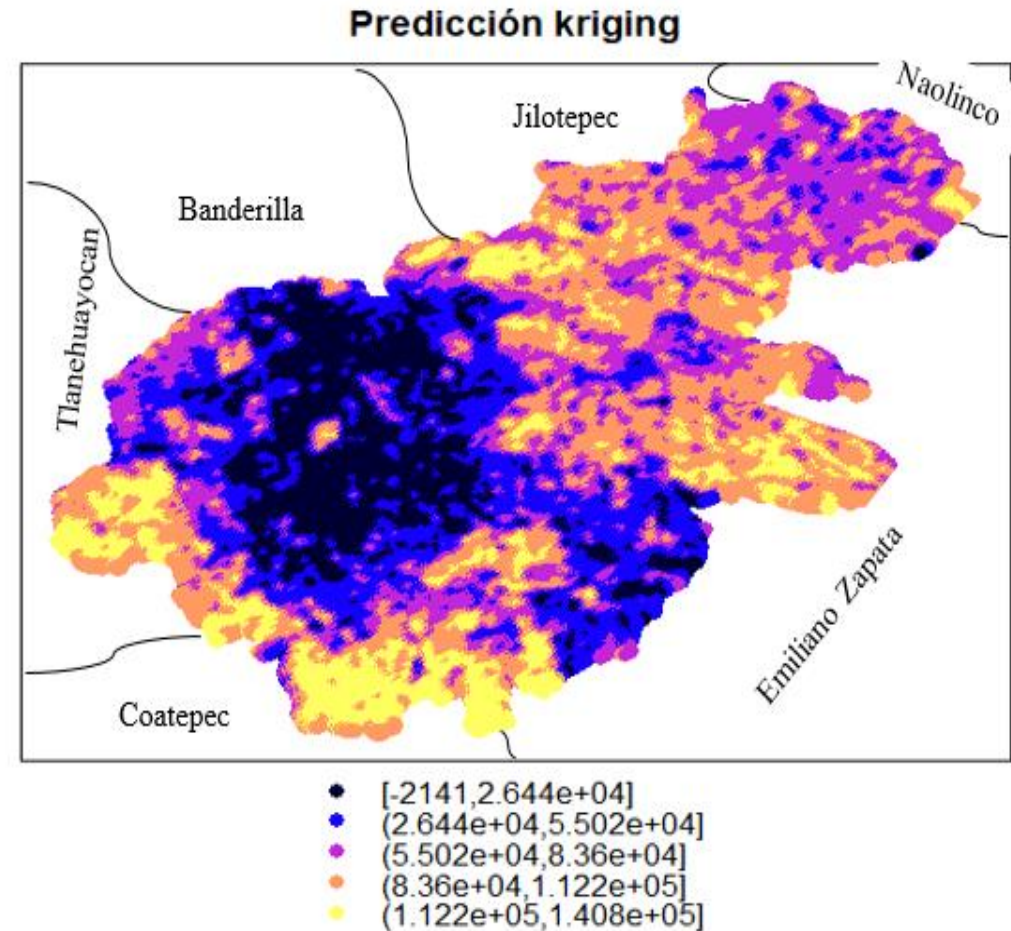 Predicción kriging
Naolinco
Jilotepec
Banderilla
Tlanehuayocan
Emiliano Zapata
Coatepec
[-2141,2.644e+04]
(2.644e+04,5.502e+04]
(5.502e+04,8.36e+04]
(8.36e+04,1.122e+05]
(1.122e+05,1.408e+05]